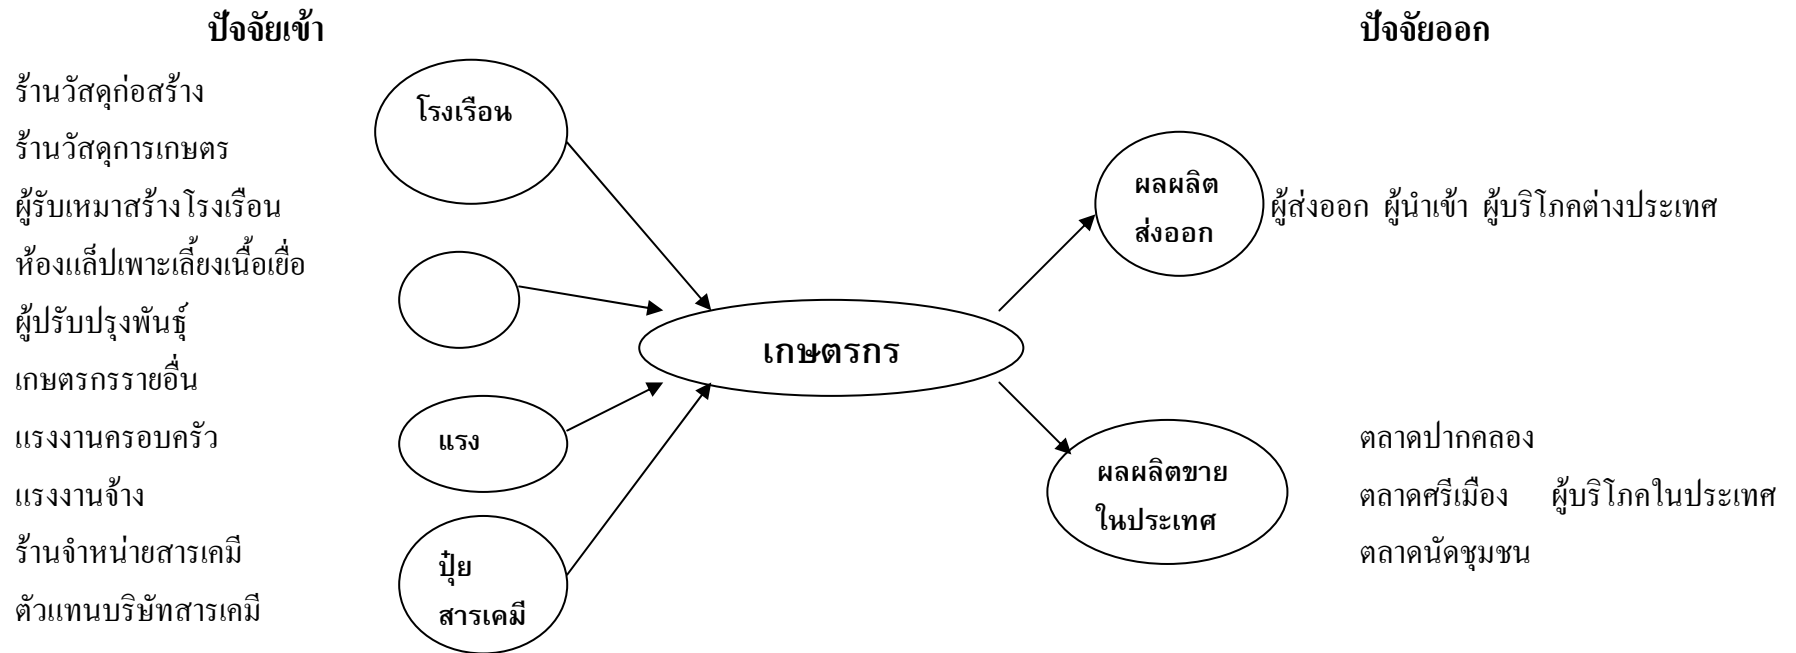 ปัจจัยเข้า
ปัจจัยออก
ร้านวัสดุก่อสร้าง
ร้านวัสดุการเกษตร
ผู้รับเหมาสร้างโรงเรือน
ห้องแล็ปเพาะเลี้ยงเนื้อเยื่อ
ผู้ปรับปรุงพันธุ์
เกษตรกรรายอื่น
แรงงานครอบครัว
แรงงานจ้าง
ร้านจำหน่ายสารเคมี
ตัวแทนบริษัทสารเคมี
โรงเรือน
แรง
ปุ๋ย
สารเคมี
เกษตรกร
ผลผลิต
ส่งออก
ผู้ส่งออก ผู้นำเข้า ผู้บริโภคต่างประเทศ
ผลผลิตขาย
ในประเทศ
ตลาดปากคลอง
ตลาดศรีเมือง ผู้บริโภคในประเทศ
ตลาดนัดชุมชน